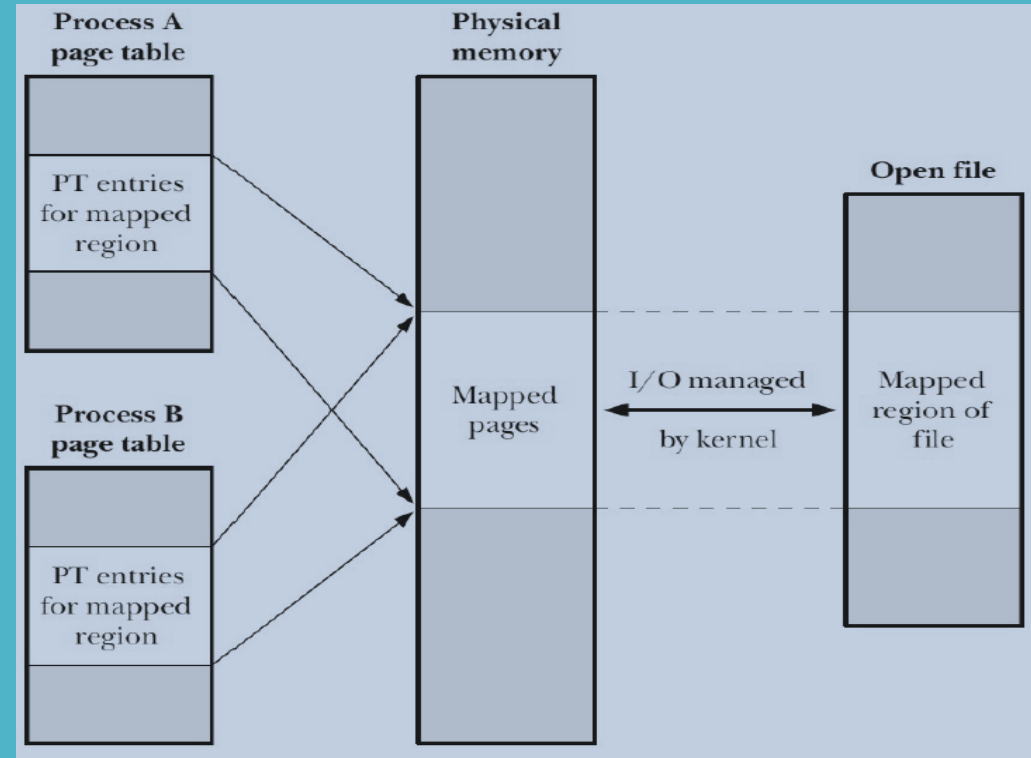 Process A
page table
PT entries
for mapped
region
Process B
page table
PT entries
for mapped
region
Physical
memory
Mapped
pages
I/O managed
by kernel
Open file
Mapped
region of
file